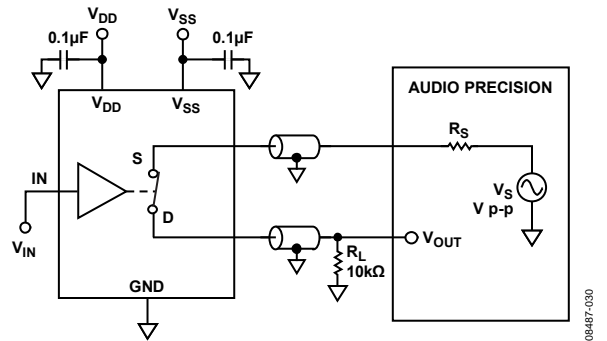 V_DD
V_SS
0.1µF
0.1µF
V_DD
V_SS
AUDIO PRECISION
R_S
S
IN
V_S
V p-p
D
V_IN
V_OUT
R_L
10kΩ
GND
08487-030